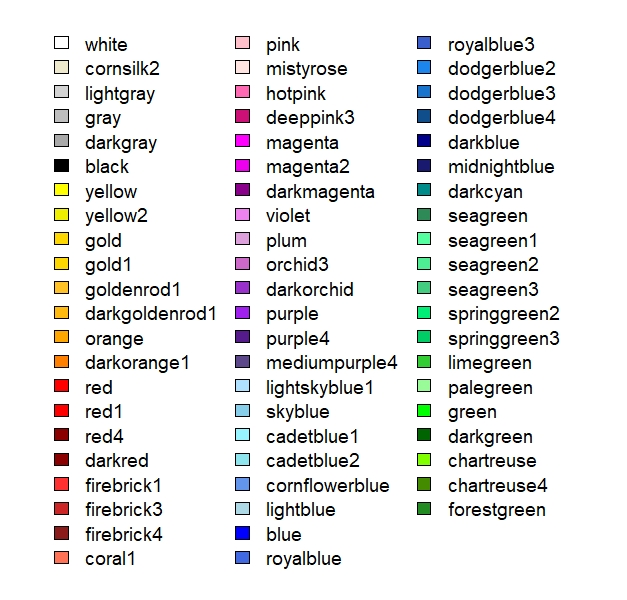 white
cornsilk2
lightgray
gray
darkgray
black
yellow
yellow2
gold
gold1
goldenrod1
darkgoldenrod1
orange
darkorange1
red
red1
red4
darkred
firebrick1
firebrick3
firebrick4
coral1
pink
mistyrose
hotpink
deeppink3
magenta
magenta2
darkmagenta
violet
plum
orchid3
darkorchid
purple
purple4
mediumpurple4
lightskyblue1
skyblue
cadetblue1
cadetblue2
cornflowerblue
lightblue
blue
royalblue
royalblue3
dodgerblue2
dodgerblue3
dodgerblue4
darkblue
midnightblue
darkcyan
seagreen
seagreen1
seagreen2
seagreen3
springgreen2
springgreen3
limegreen
palegreen
green
darkgreen
chartreuse
chartreuse4
forestgreen